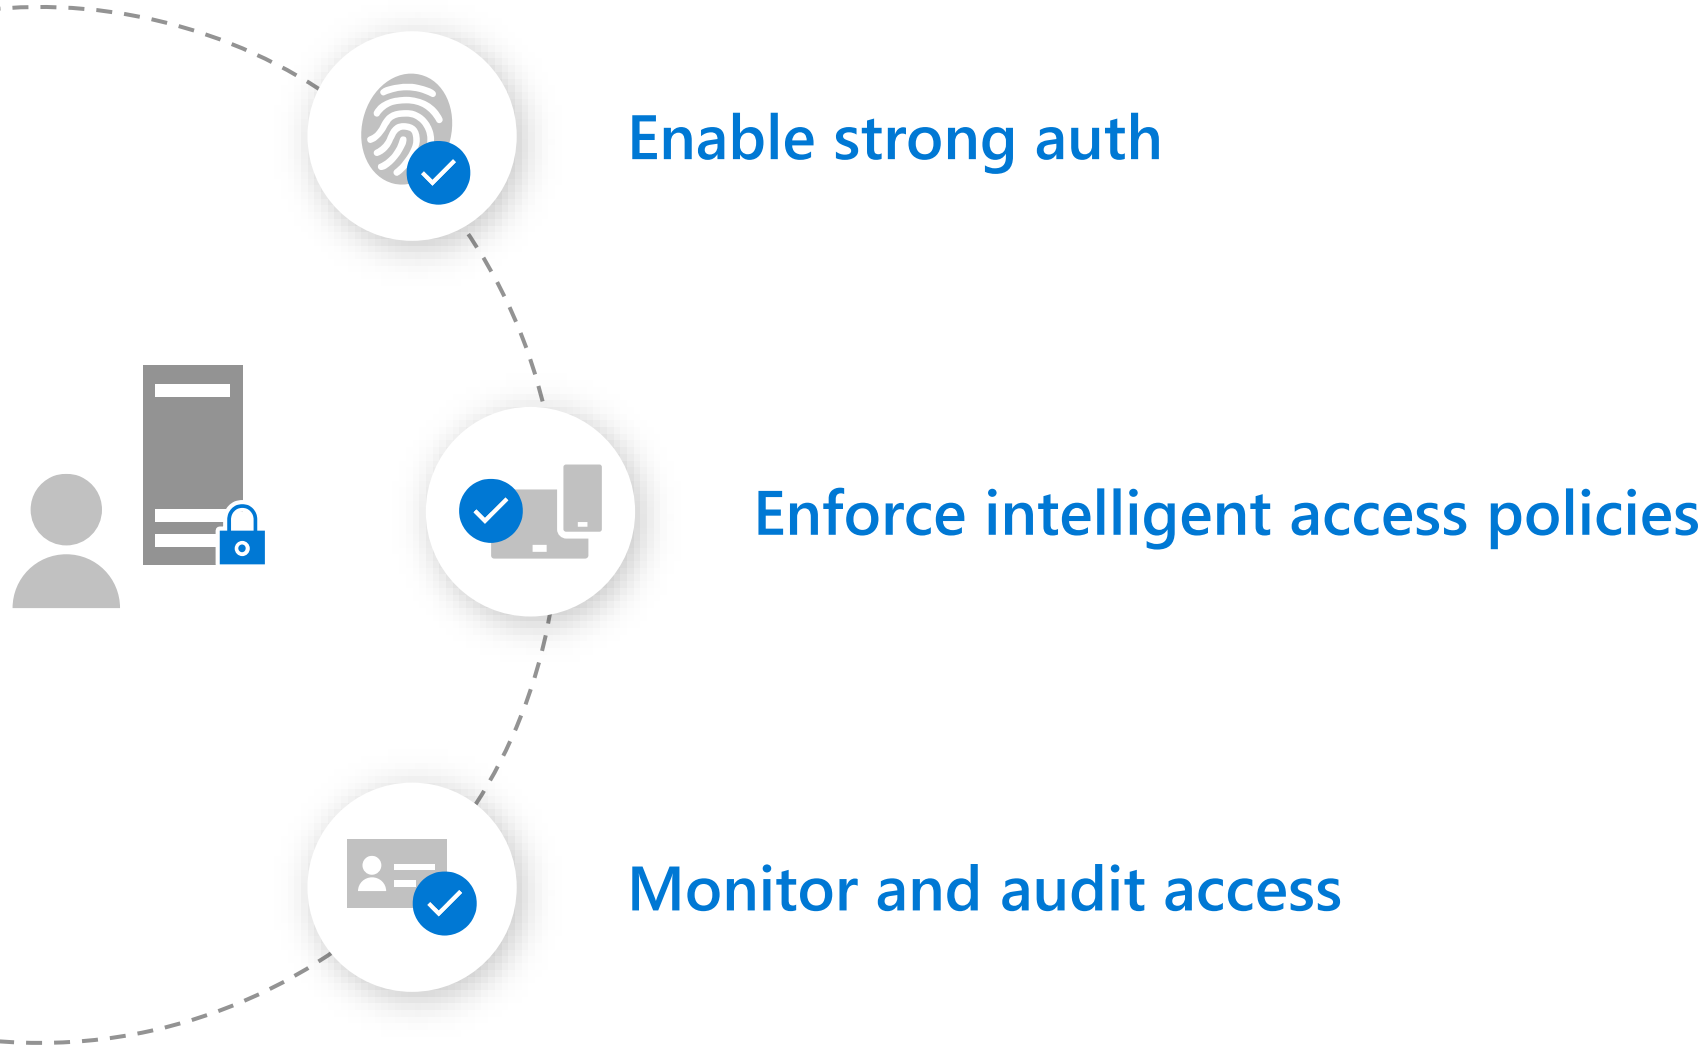 Enable strong auth
Enforce intelligent access policies
Monitor and audit access